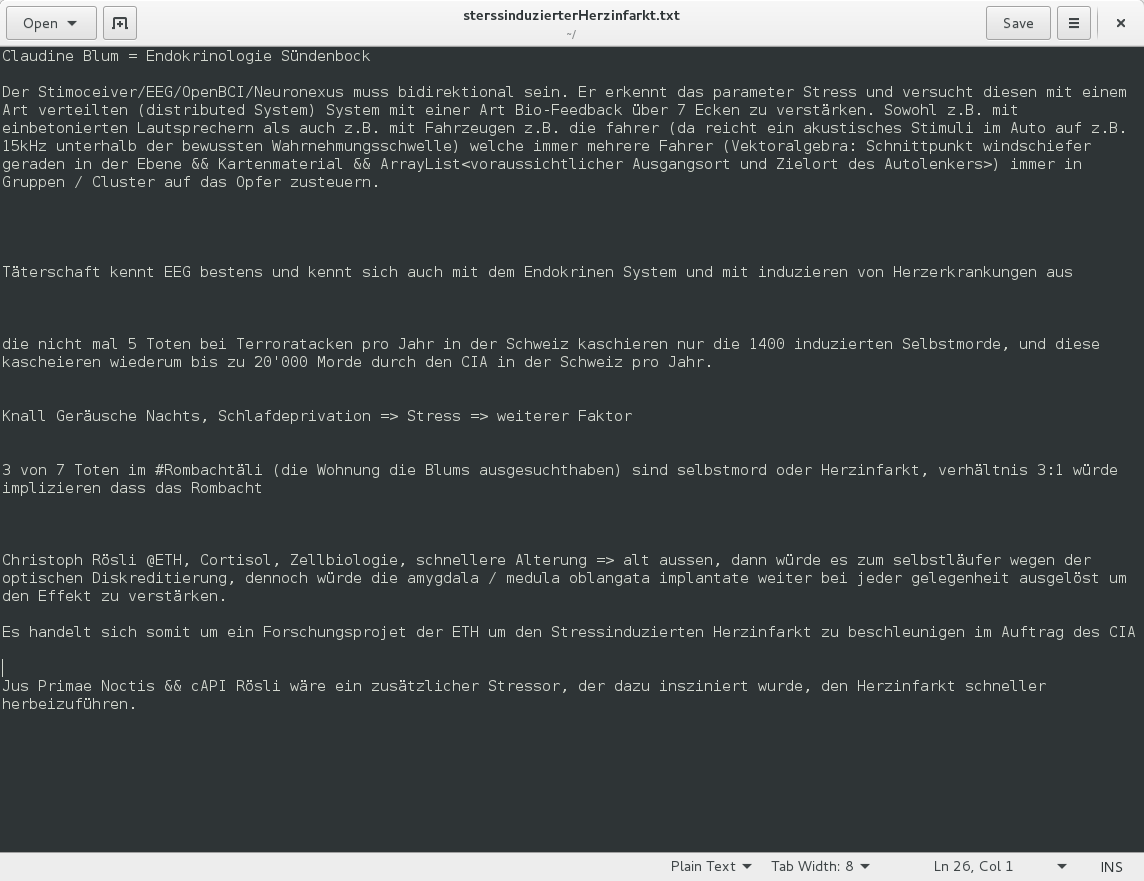 Open
sterssinduzierterHerzinfarkt.txt
~/
Save
Claudine Blum = Endokrinologie Sündenbock
Der Stimoceiver/EEG/OpenBCI/Neuronexus muss bidirektional sein. Er erkennt das parameter Stress und versucht diesen mit einem
Art verteilten (distributed System) System mit einer Art Bio-Feedback über 7 Ecken zu verstärken. Sowohl z.B. mit
einbetonierten Lautsprechern als auch z.B. mit Fahrzeugen z.B. die fahrer (da reicht ein akustisches Stimuli im Auto auf z.B.
15kHz unterhalb der bewussten Wahrnehmungsschwelle) welche immer mehrere Fahrer (Vektoralgebra: Schnittpunkt windschiefer
geraden in der Ebene && Kartenmaterial && ArrayList<voraussichtlicher Ausgangsort und Zielort des Autolenkers>) immer in
Gruppen / Cluster auf das Opfer zusteuern.
Täterschaft kennt EEG bestens und kennt sich auch mit dem Endokrinen System und mit induzieren von Herzerkrankungen aus
die nicht mal 5 Toten bei Terroratacken pro Jahr in der Schweiz kaschieren nur die 1400 induzierten Selbstmorde, und diese
kascheieren wiederum bis zu 20'000 Morde durch den CIA in der Schweiz pro Jahr.
Knall Geräusche Nachts, Schlafdeprivation => Stress => weiterer Faktor
3 von 7 Toten im #Rombachtäli (die Wohnung die Blums ausgesuchthaben) sind selbstmord oder Herzinfarkt, verhältnis 3:1 würde
implizieren dass das Rombacht
Christoph Rösli @ETH, Cortisol, Zellbiologie, schnellere Alterung => alt aussen, dann würde es zum selbstläufer wegen der
optischen Diskreditierung, dennoch würde die amygdala / medula oblangata implantate weiter bei jeder gelegenheit ausgelöst um
den Effekt zu verstärken.
Es handelt sich somit um ein Forschungsprojet der ETH um den Stressinduzierten Herzinfarkt zu beschleunigen im Auftrag des CIA
Jus Primae Noctis && cAPI Rösli wäre ein zusätzlicher Stressor, der dazu insziniert wurde, den Herzinfarkt schneller
herbeizuführen.
Plain Text
Tab Width: 8
Ln 26, Col 1
INS